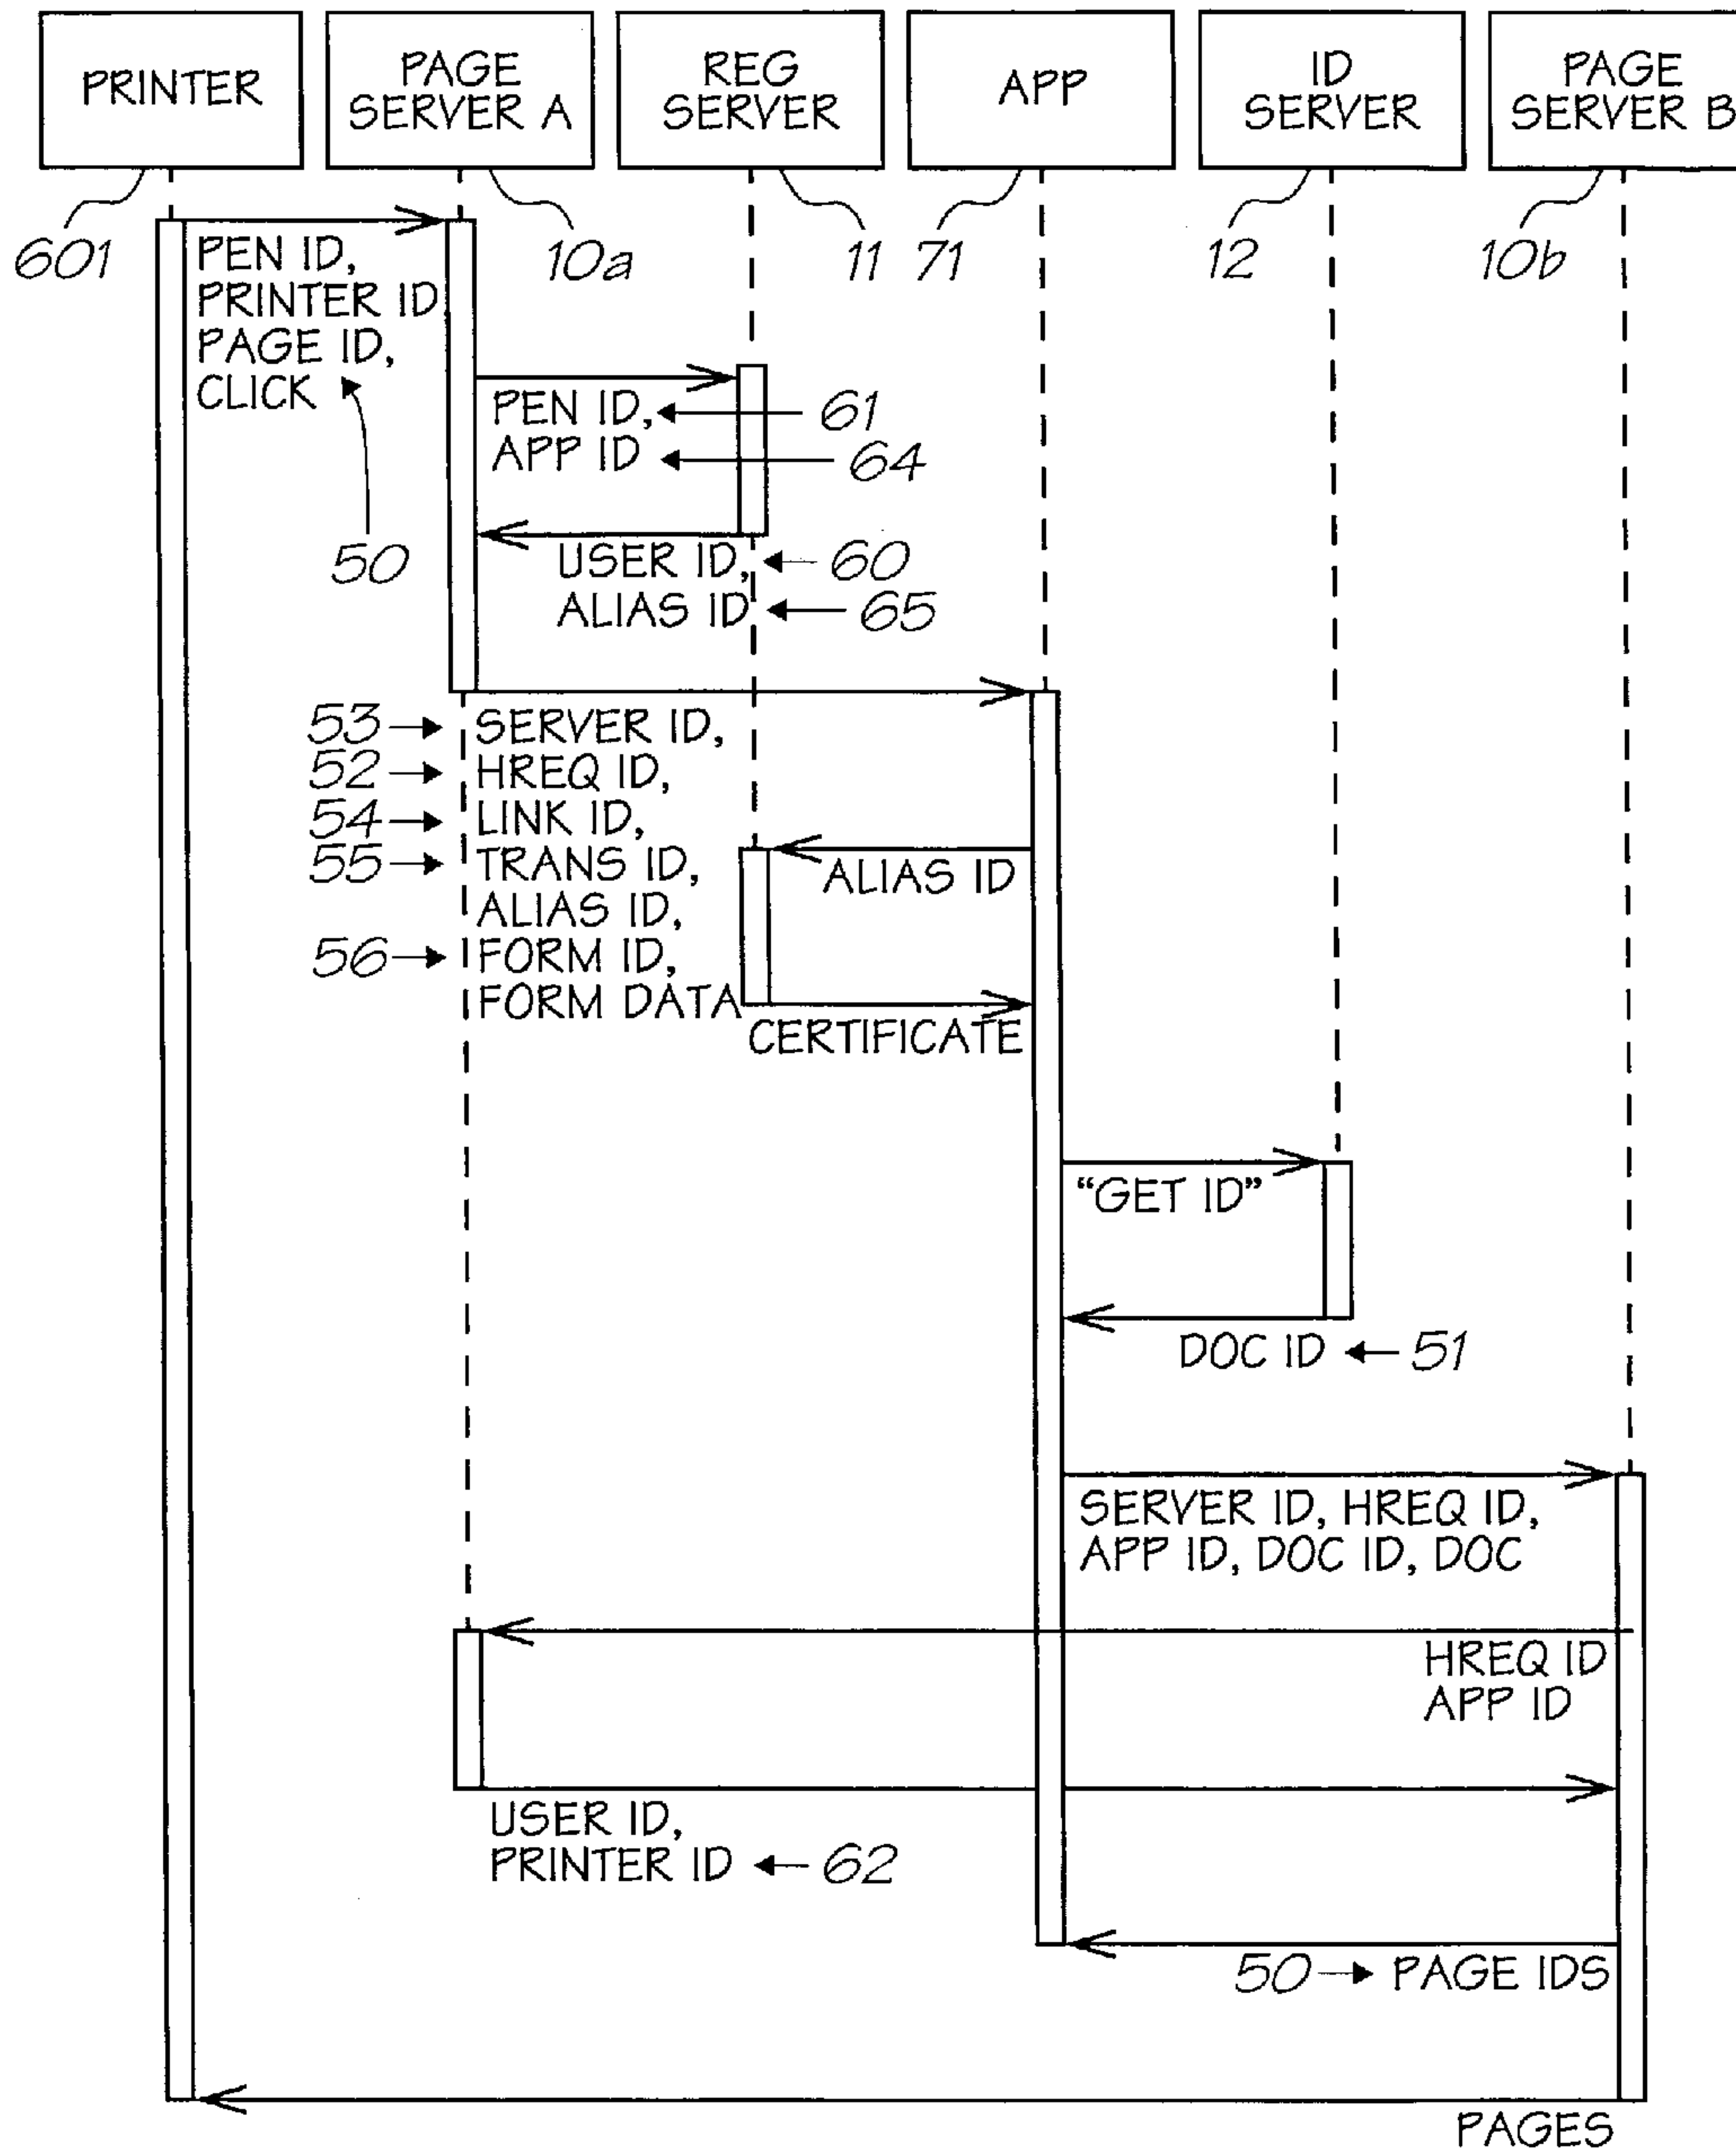 PRINTER
PAGE
SERVER A
REG
SERVER
APP
ID
SERVER
PAGE
SERVER B
601
10a
11
71
12
10b
PEN ID,
PRINTER ID
PAGE ID,
CLICK
50
PEN ID,
61
APP ID
64
USER ID,
60
ALIAS ID
65
53
SERVER ID,
52
HREQ ID,
54
LINK ID,
55
TRANS ID,
ALIAS ID,
56
FORM ID,
FORM DATA
ALIAS ID
CERTIFICATE
“GET ID”
DOC ID
51
SERVER ID, HREQ ID,
APP ID, DOC ID, DOC
HREQ ID
APP ID
USER ID,
PRINTER ID
62
50
PAGE IDS
PAGES